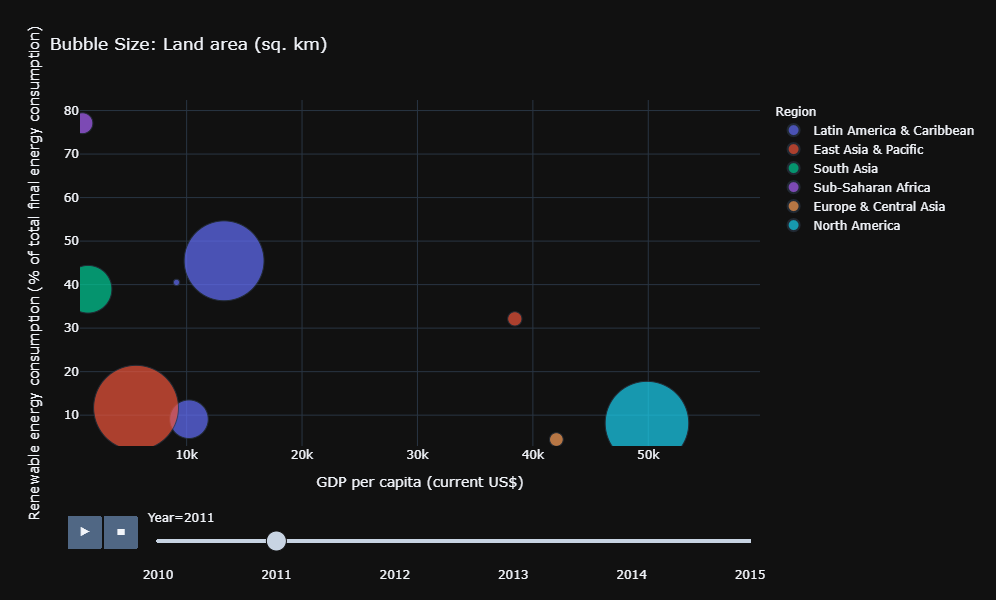 Bubble Size: Land area (sq. km)
Renewable energy consumption (% of total final energy consumption)
80
70
60
50
40
30
20
10
10k
20k
30k
40k
50k
GDP per capita (current US$)
Region
Latin America & Caribbean
East Asia & Pacific
South Asia
Sub-Saharan Africa
Europe & Central Asia
North America
Year=2011
2010
2011
2012
2013
2014
2015